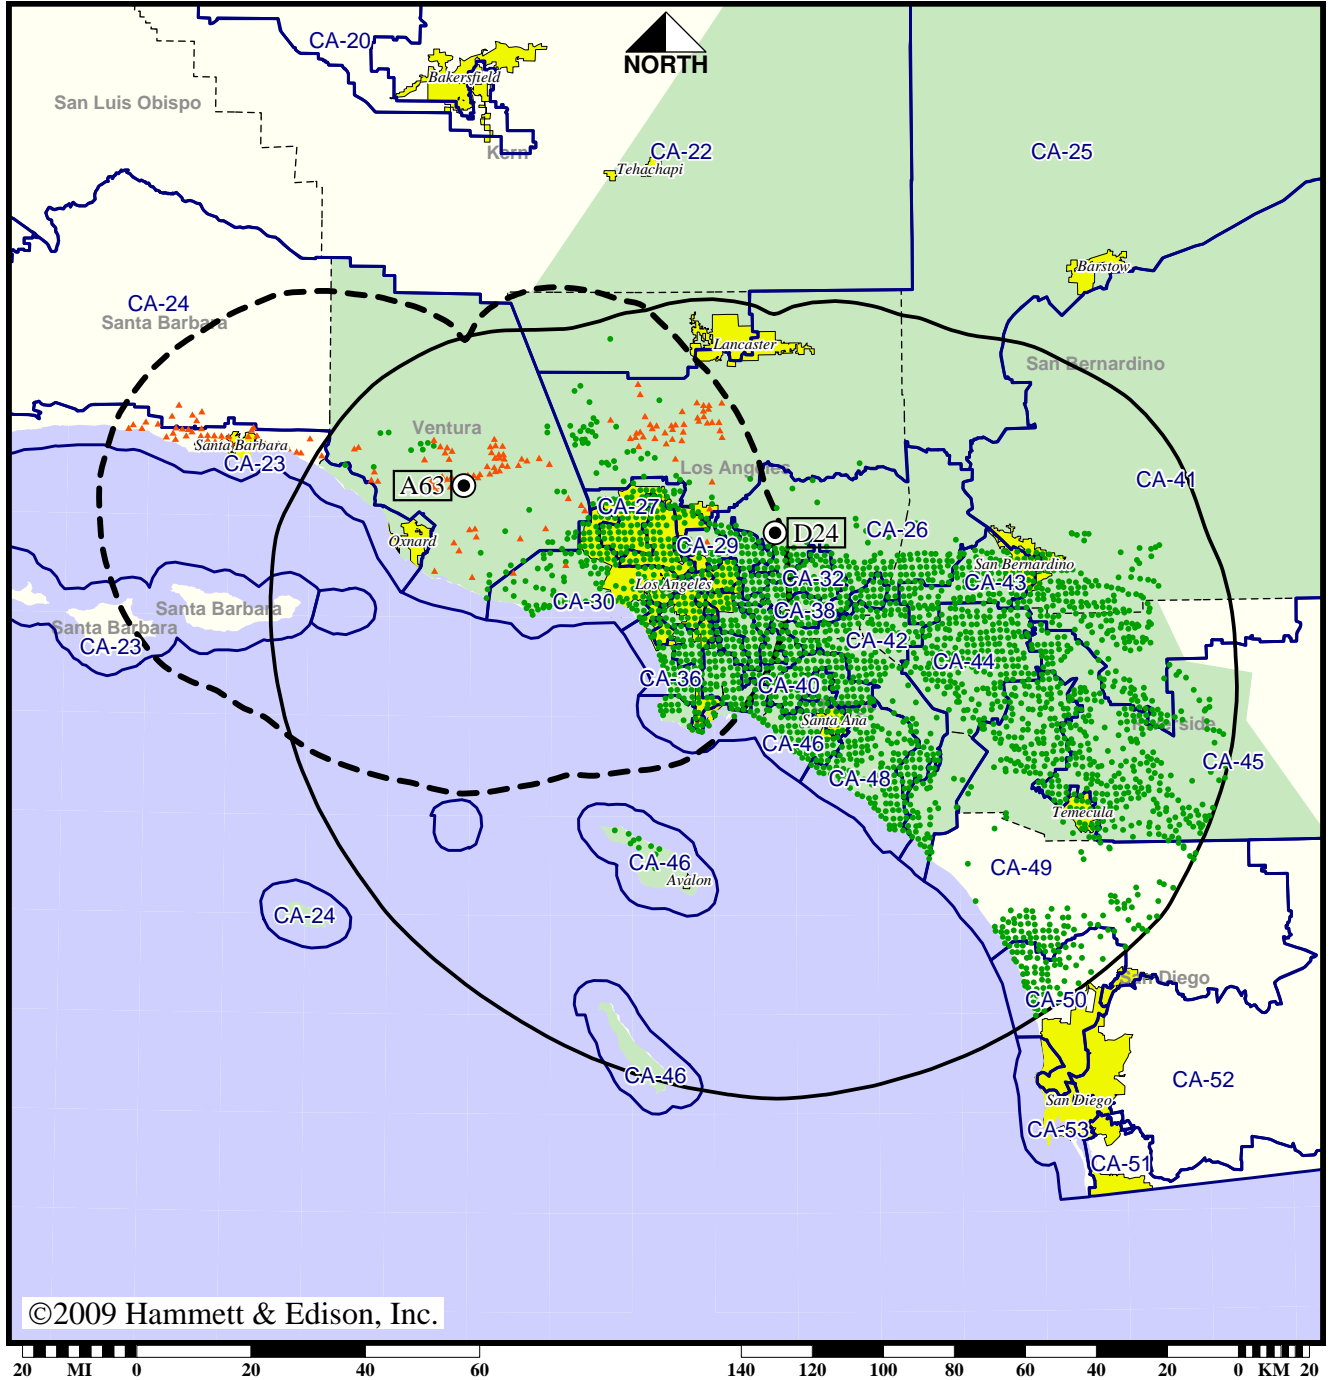 CA-20
NORTH
Bakersfield
San Luis Obispo
Kern
CA-22
Tehachapi
CA-25
Barstow
CA-24
Santa Barbara
Lancaster
San Bernardino
Ventura
Santa Barbara
CA-23
Los Angeles
CA-41
A63
CA-27
D24
CA-26
Oxnard
CA-29
San Bernardino
CA-43
CA-32
Los Angeles
CA-30
CA-38
Santa Barbara
Santa Barbara
CA-23
CA-42
CA-44
CA-36
CA-40
Santa Ana
CA-46
Riverside
CA-45
CA-48
Temecula
CA-46
Avalon
CA-49
CA-24
San Diego
CA-50
CA-46
CA-52
San Diego
CA-53
CA-51
©2009 Hammett & Edison, Inc.
20 MI 0 20 40 60 140 120 100 80 60 40 20 0 KM 20